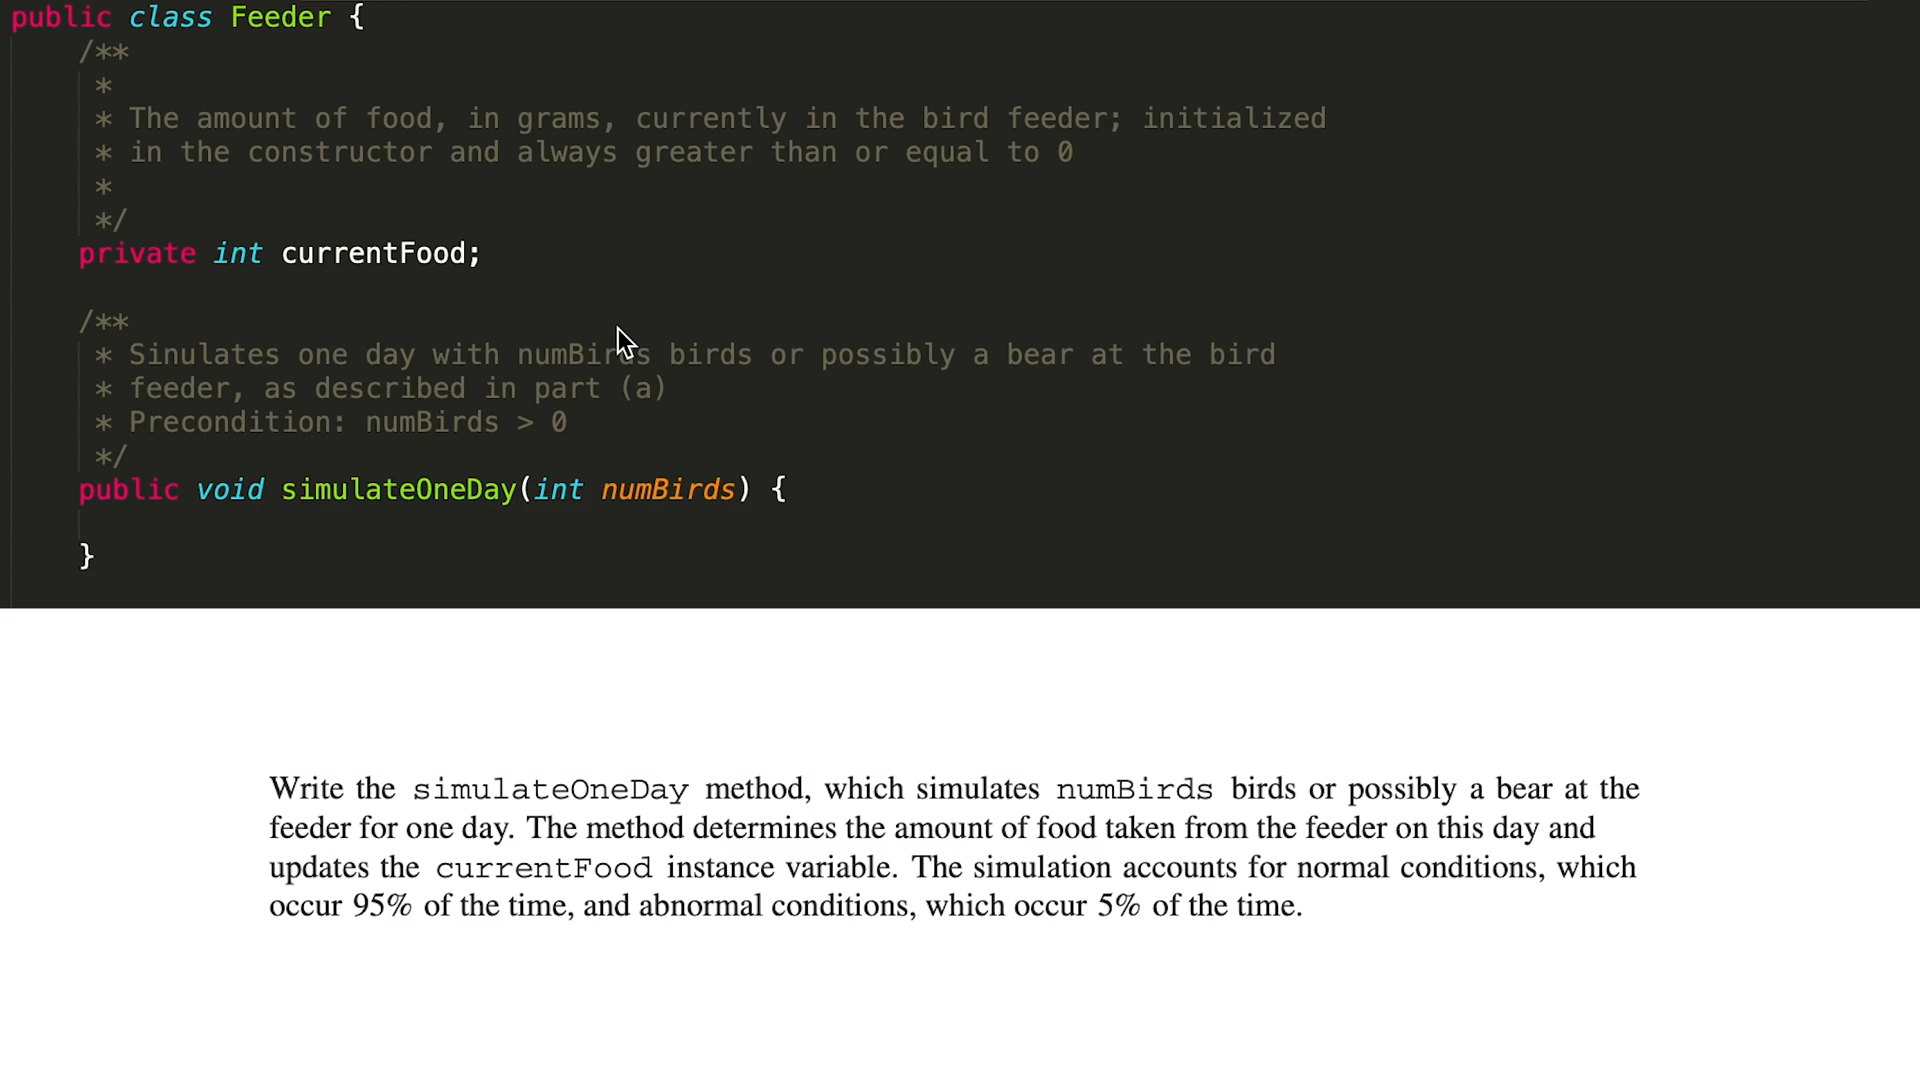 public class Feeder {
/**
*
* The amount of food, in grams, currently in the bird feeder; initialized
* in the constructor and always greater than or equal to 0
*
*/
private int currentFood;
/**
* Sinulates one day with numBirds birds or possibly a bear at the bird
* feeder, as described in part (a)
* Precondition: numBirds > 0
*/
public void simulateOneDay(int numBirds) {
}
Write the simulateOneDay method, which simulates numBirds birds or possibly a bear at the
feeder for one day. The method determines the amount of food taken from the feeder on this day and
updates the currentFood instance variable. The simulation accounts for normal conditions, which
occur 95% of the time, and abnormal conditions, which occur 5% of the time.